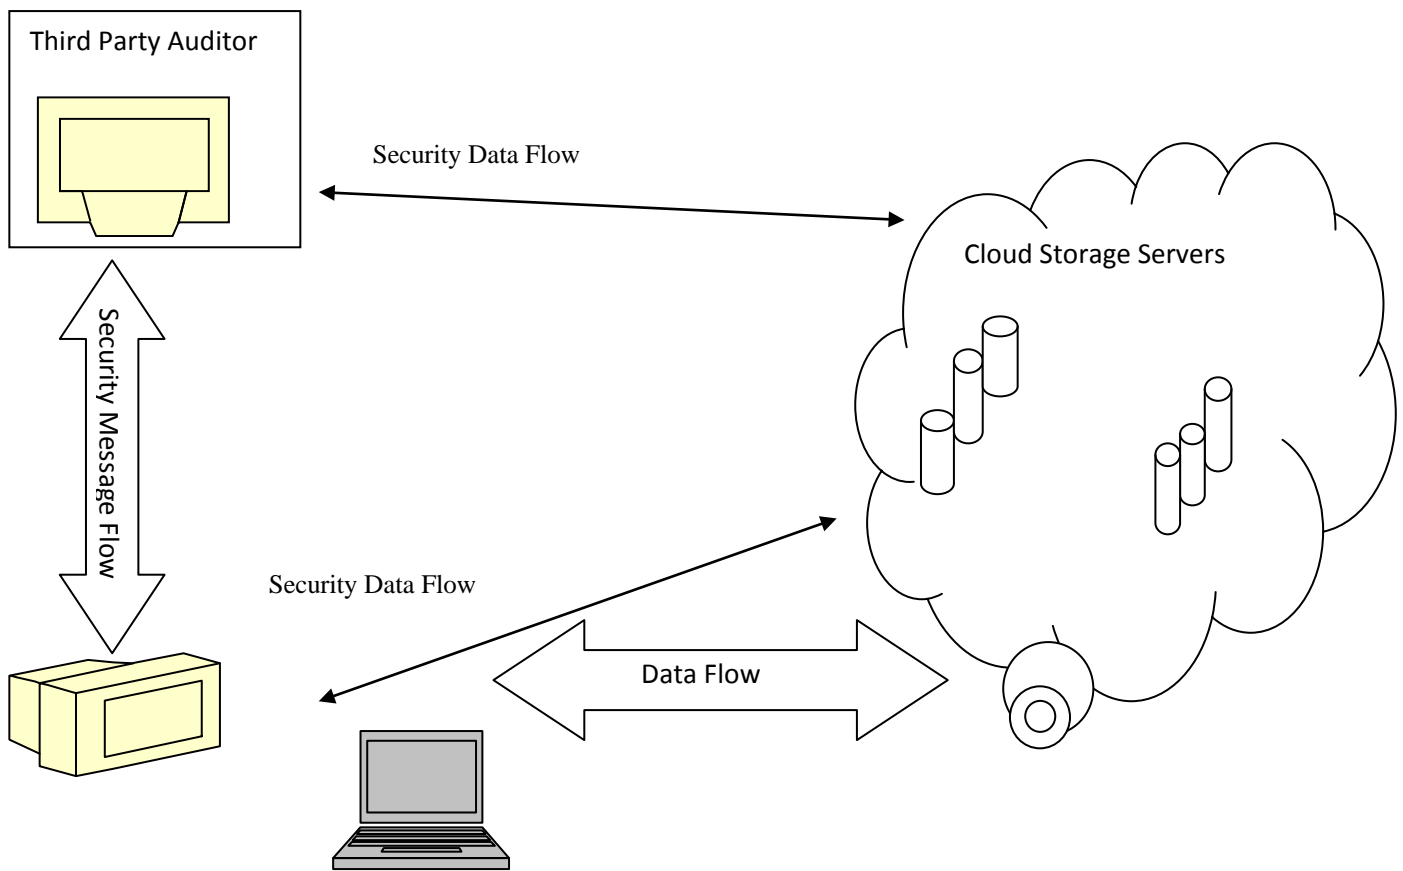 Third Party Auditor
Security Data Flow
Cloud Storage Servers
Security Message Flow
Security Data Flow
Data Flow